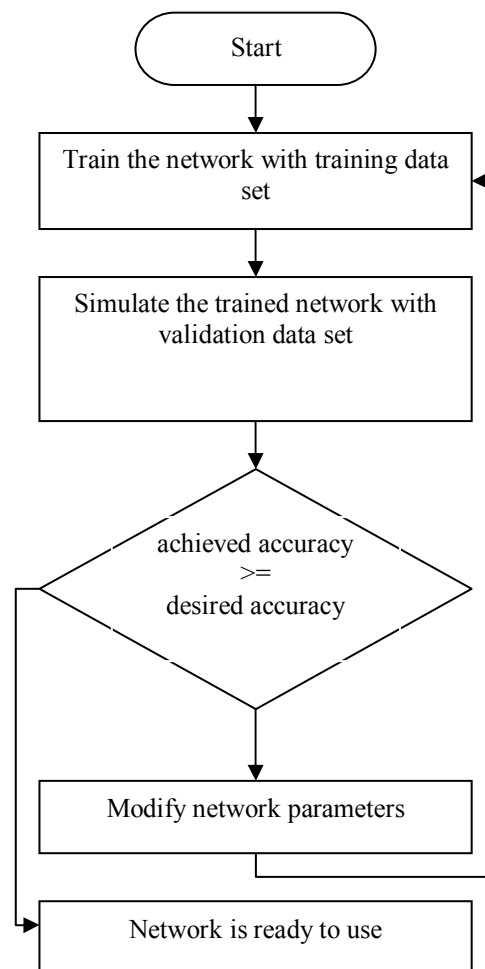 Start
Train the network with training data
set
Simulate the trained network with
validation data set
achieved accuracy
>=
desired accuracy
Modify network parameters
Network is ready to use